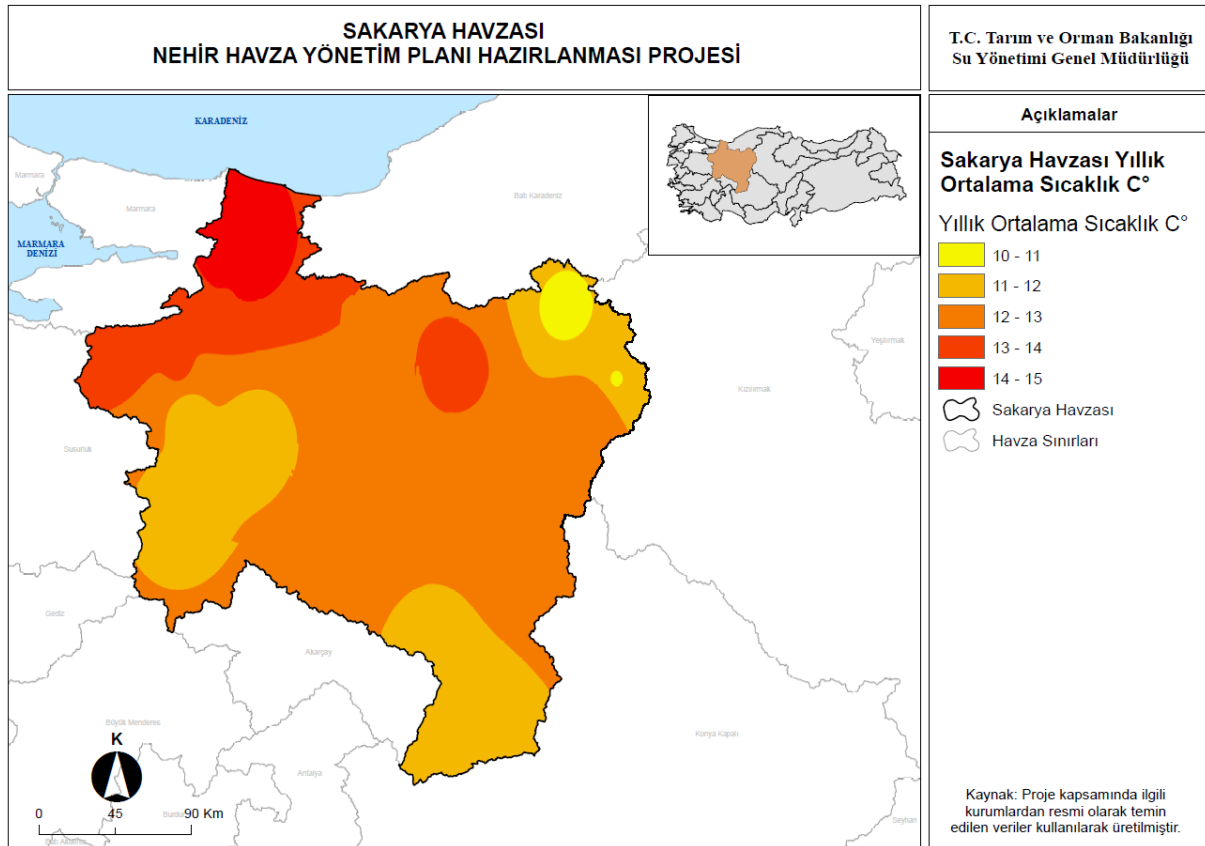 SAKARYA HAVZASI
NEHİR HAVZA YÖNETİM PLANI HAZIRLANMASI PROJESİ
T.C. Tarım ve Orman Bakanlığı
Su Yönetimi Genel Müdürlüğü
KARADENİZ
Marmara
Marmara
MARMARA
DENİZİ
Batı Karadeniz
Yeşilırmak
Kızılırmak
Susurluk
Gediz
Akarçay
Büyük Menderes
Konya Kapalı
Antalya
Seyhan
K
0 45 90 Km
Açıklamalar
Sakarya Havzası Yıllık
Ortalama Sıcaklık C°
Yıllık Ortalama Sıcaklık C°
10 - 11
11 - 12
12 - 13
13 - 14
14 - 15
Sakarya Havzası
Havza Sınırları
Kaynak: Proje kapsamında ilgili
kurumlardan resmi olarak temin
edilen veriler kullanılarak üretilmiştir.